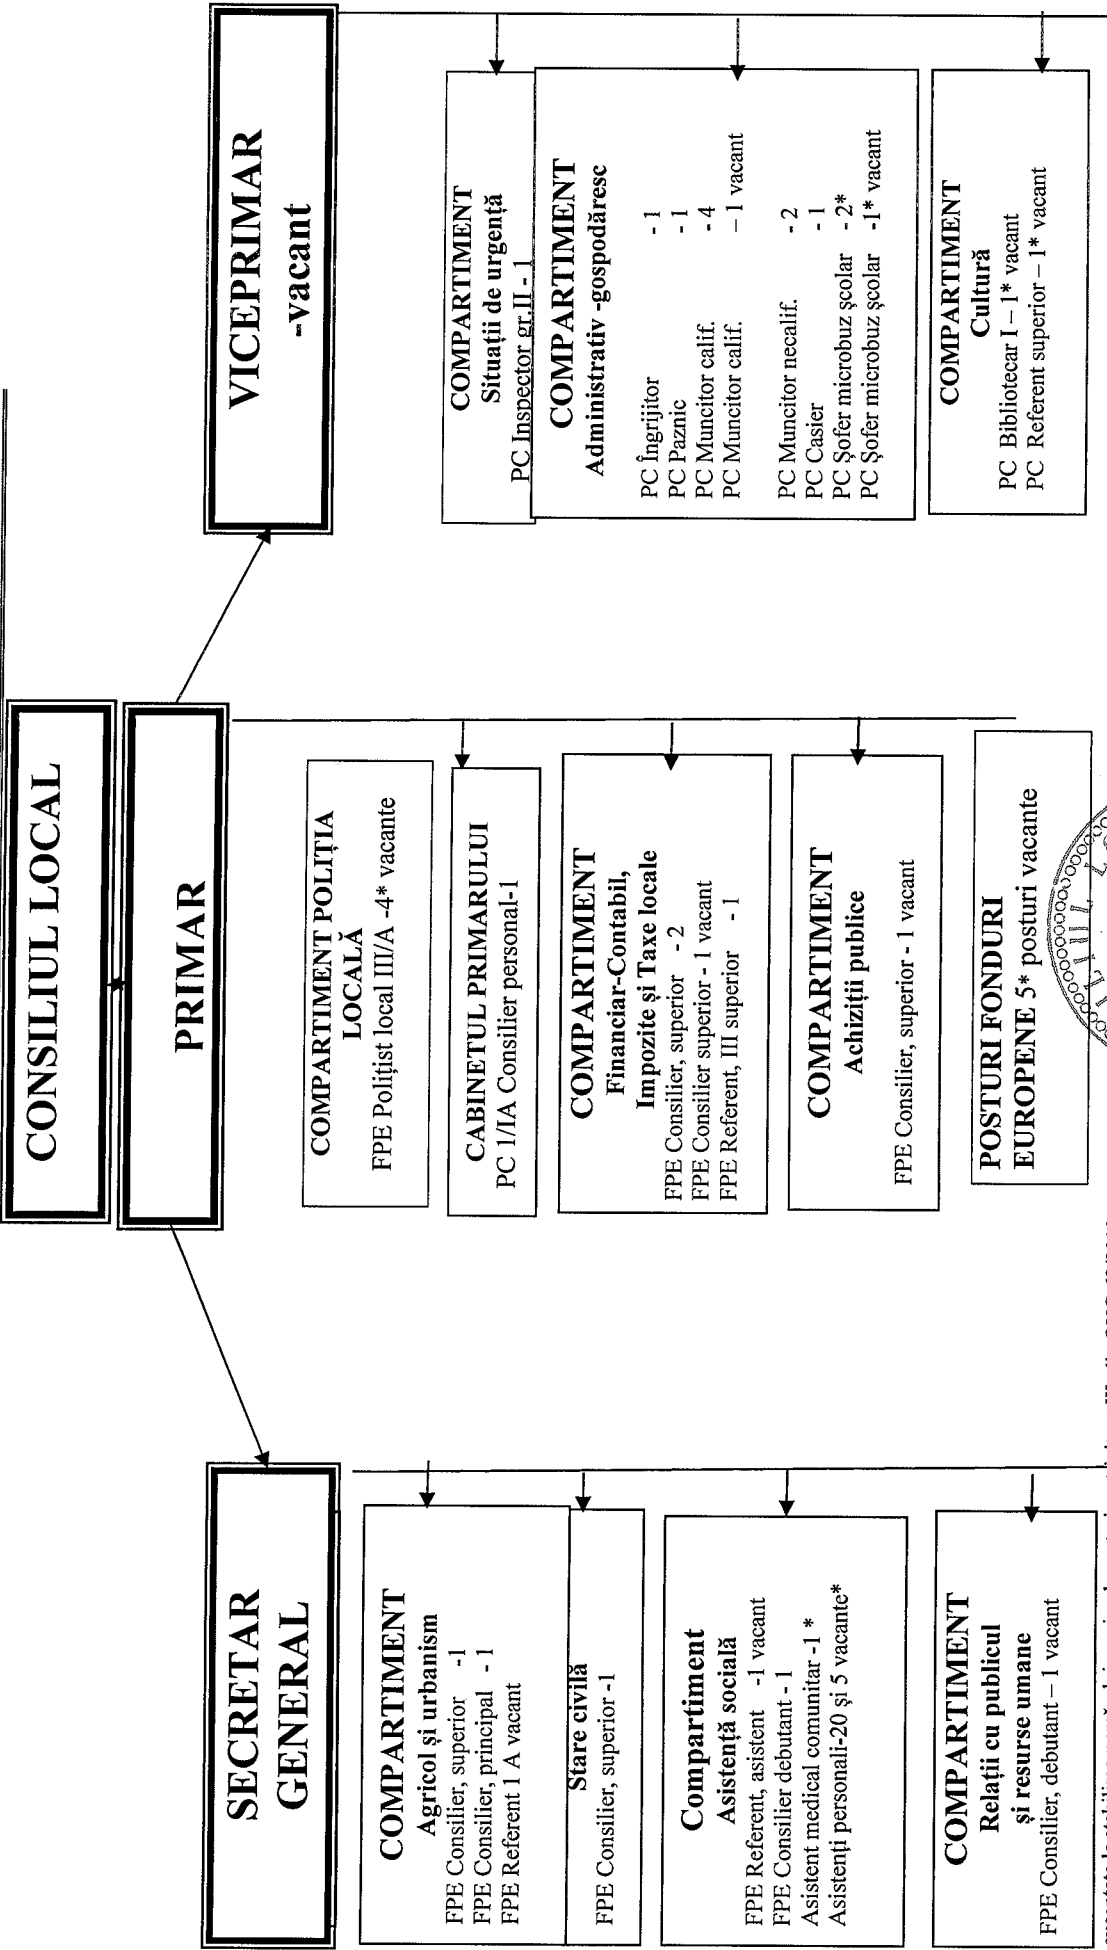 CONSILIUL LOCAL
PRIMAR
SECRETAR
GENERAL
VICEPRIMAR
-vacant
COMPARTIMENT
Agricol și urbanism
FPE Consilier, superior -1
FPE Consilier, principal - 1
FPE Referent 1 A vacant
Stare civilă
FPE Consilier, superior -1
Compartiment
Asistență socială
FPE Referent, asistent -1 vacant
FPE Consilier debutant - 1
Asistent medical comunitar -1 *
Asistenți personali-20 și 5 vacante*
COMPARTIMENT
Relații cu publicul
și resurse umane
FPE Consilier, debutant – 1 vacant
COMPARTIMENT POLIȚIA
LOCALĂ
FPE Polițist local III/A -4* vacante
CABINETUL PRIMARULUI
PC 1/IA Consilier personal-1
COMPARTIMENT
Financiar-Contabil,
Impozite și Taxe locale
FPE Consilier, superior - 2
FPE Consilier superior - 1 vacant
FPE Referent, III superior - 1
COMPARTIMENT
Achiziții publice
FPE Consilier, superior - 1 vacant
POSTURI FONDURI
EUROPENE 5* posturi vacante
COMPARTIMENT
Situații de urgență
PC Inspector gr.II - 1
COMPARTIMENT
Administrativ -gospodăresc
PC Îngrijitor - 1
PC Paznic - 1
PC Muncitor calif. - 4
PC Muncitor calif. – 1 vacant
PC Muncitor necalif. - 2
PC Casier - 1
PC Șofer microbuz școlar - 2*
PC Șofer microbuz școlar -1* vacant
COMPARTIMENT
Cultură
PC Bibliotecar I – 1* vacant
PC Referent superior – 1* vacant